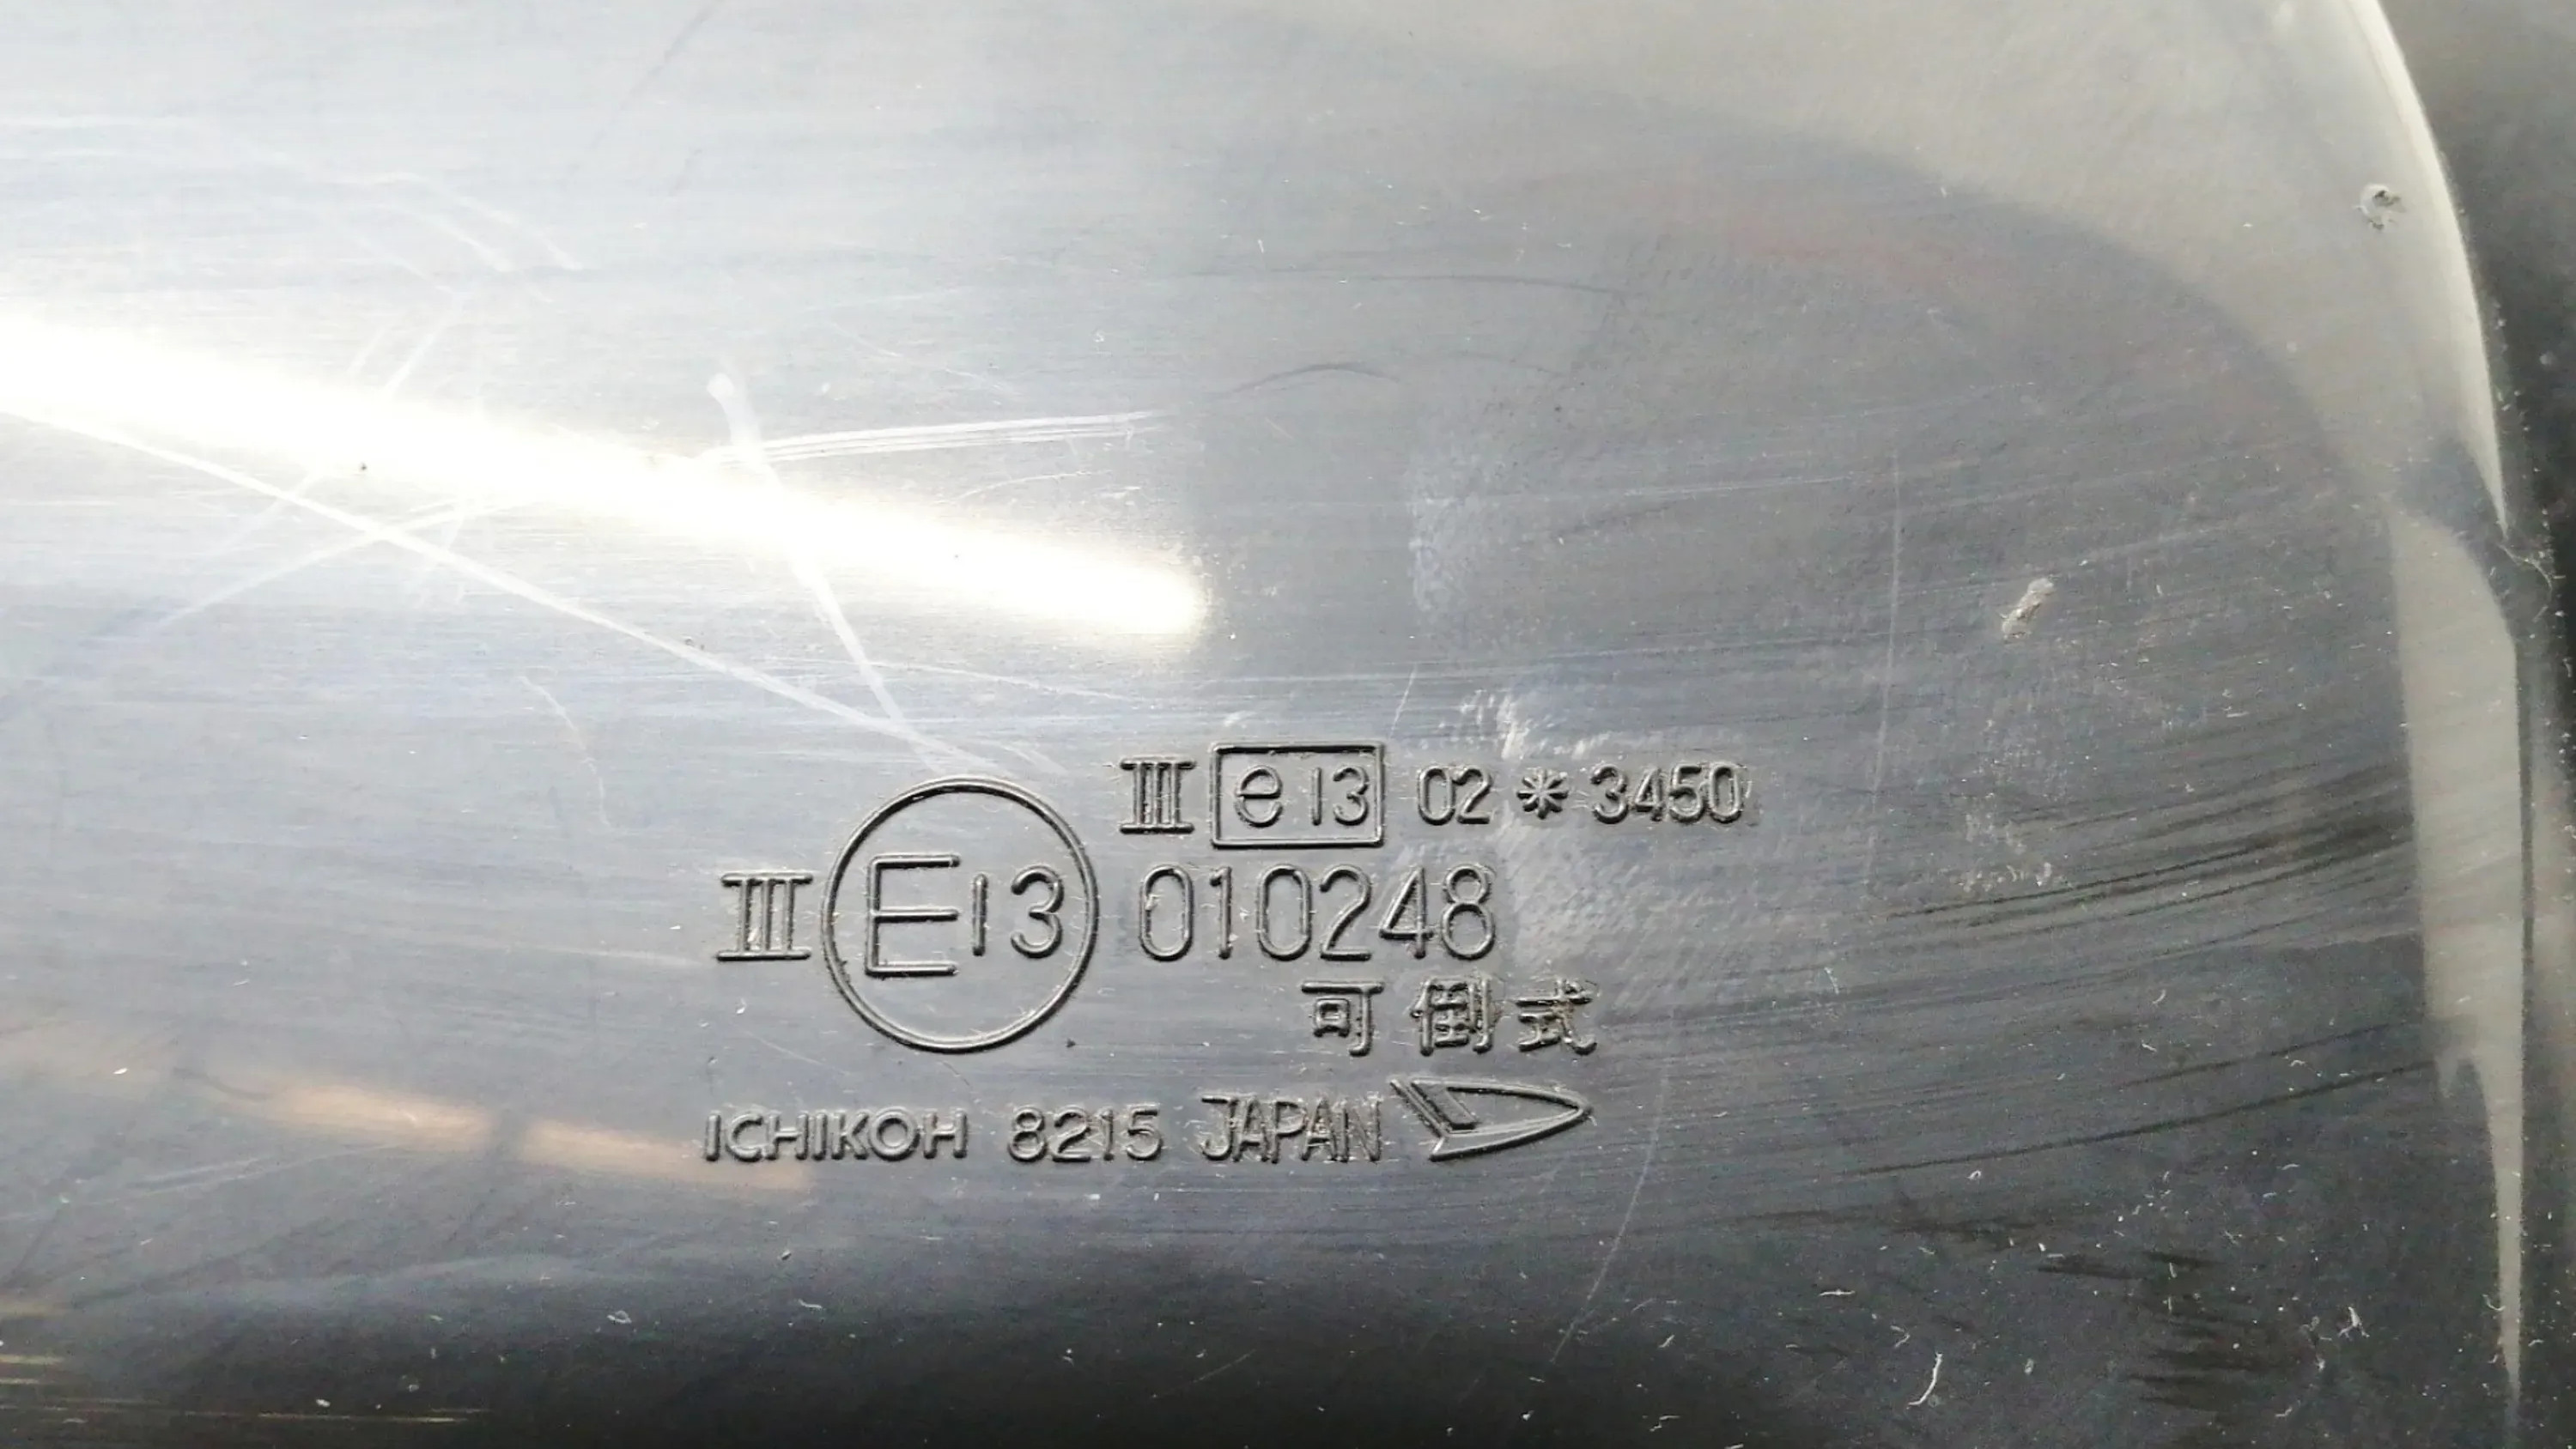 III e13 02*3450
III E13 010248
可倒式
ICHIKOH 8215 JAPAN